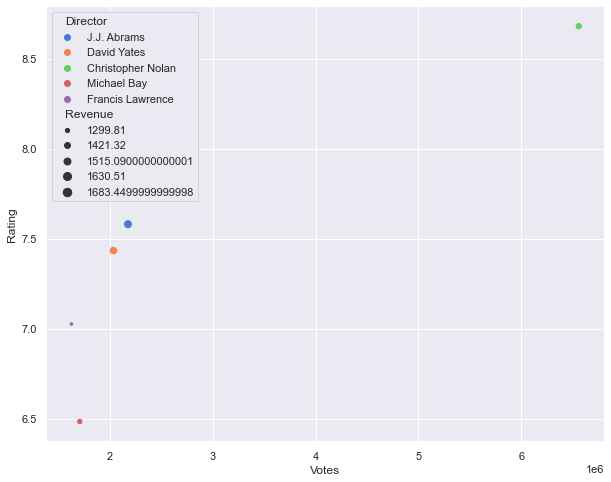 Director
J.J. Abrams
David Yates
Christopher Nolan
Michael Bay
Francis Lawrence
Revenue
1299.81
1421.32
1515.0900000000001
1630.51
1683.4499999999998
8.5
8.0
7.5
7.0
6.5
Rating
2 3 4 5 6
1e6
Votes